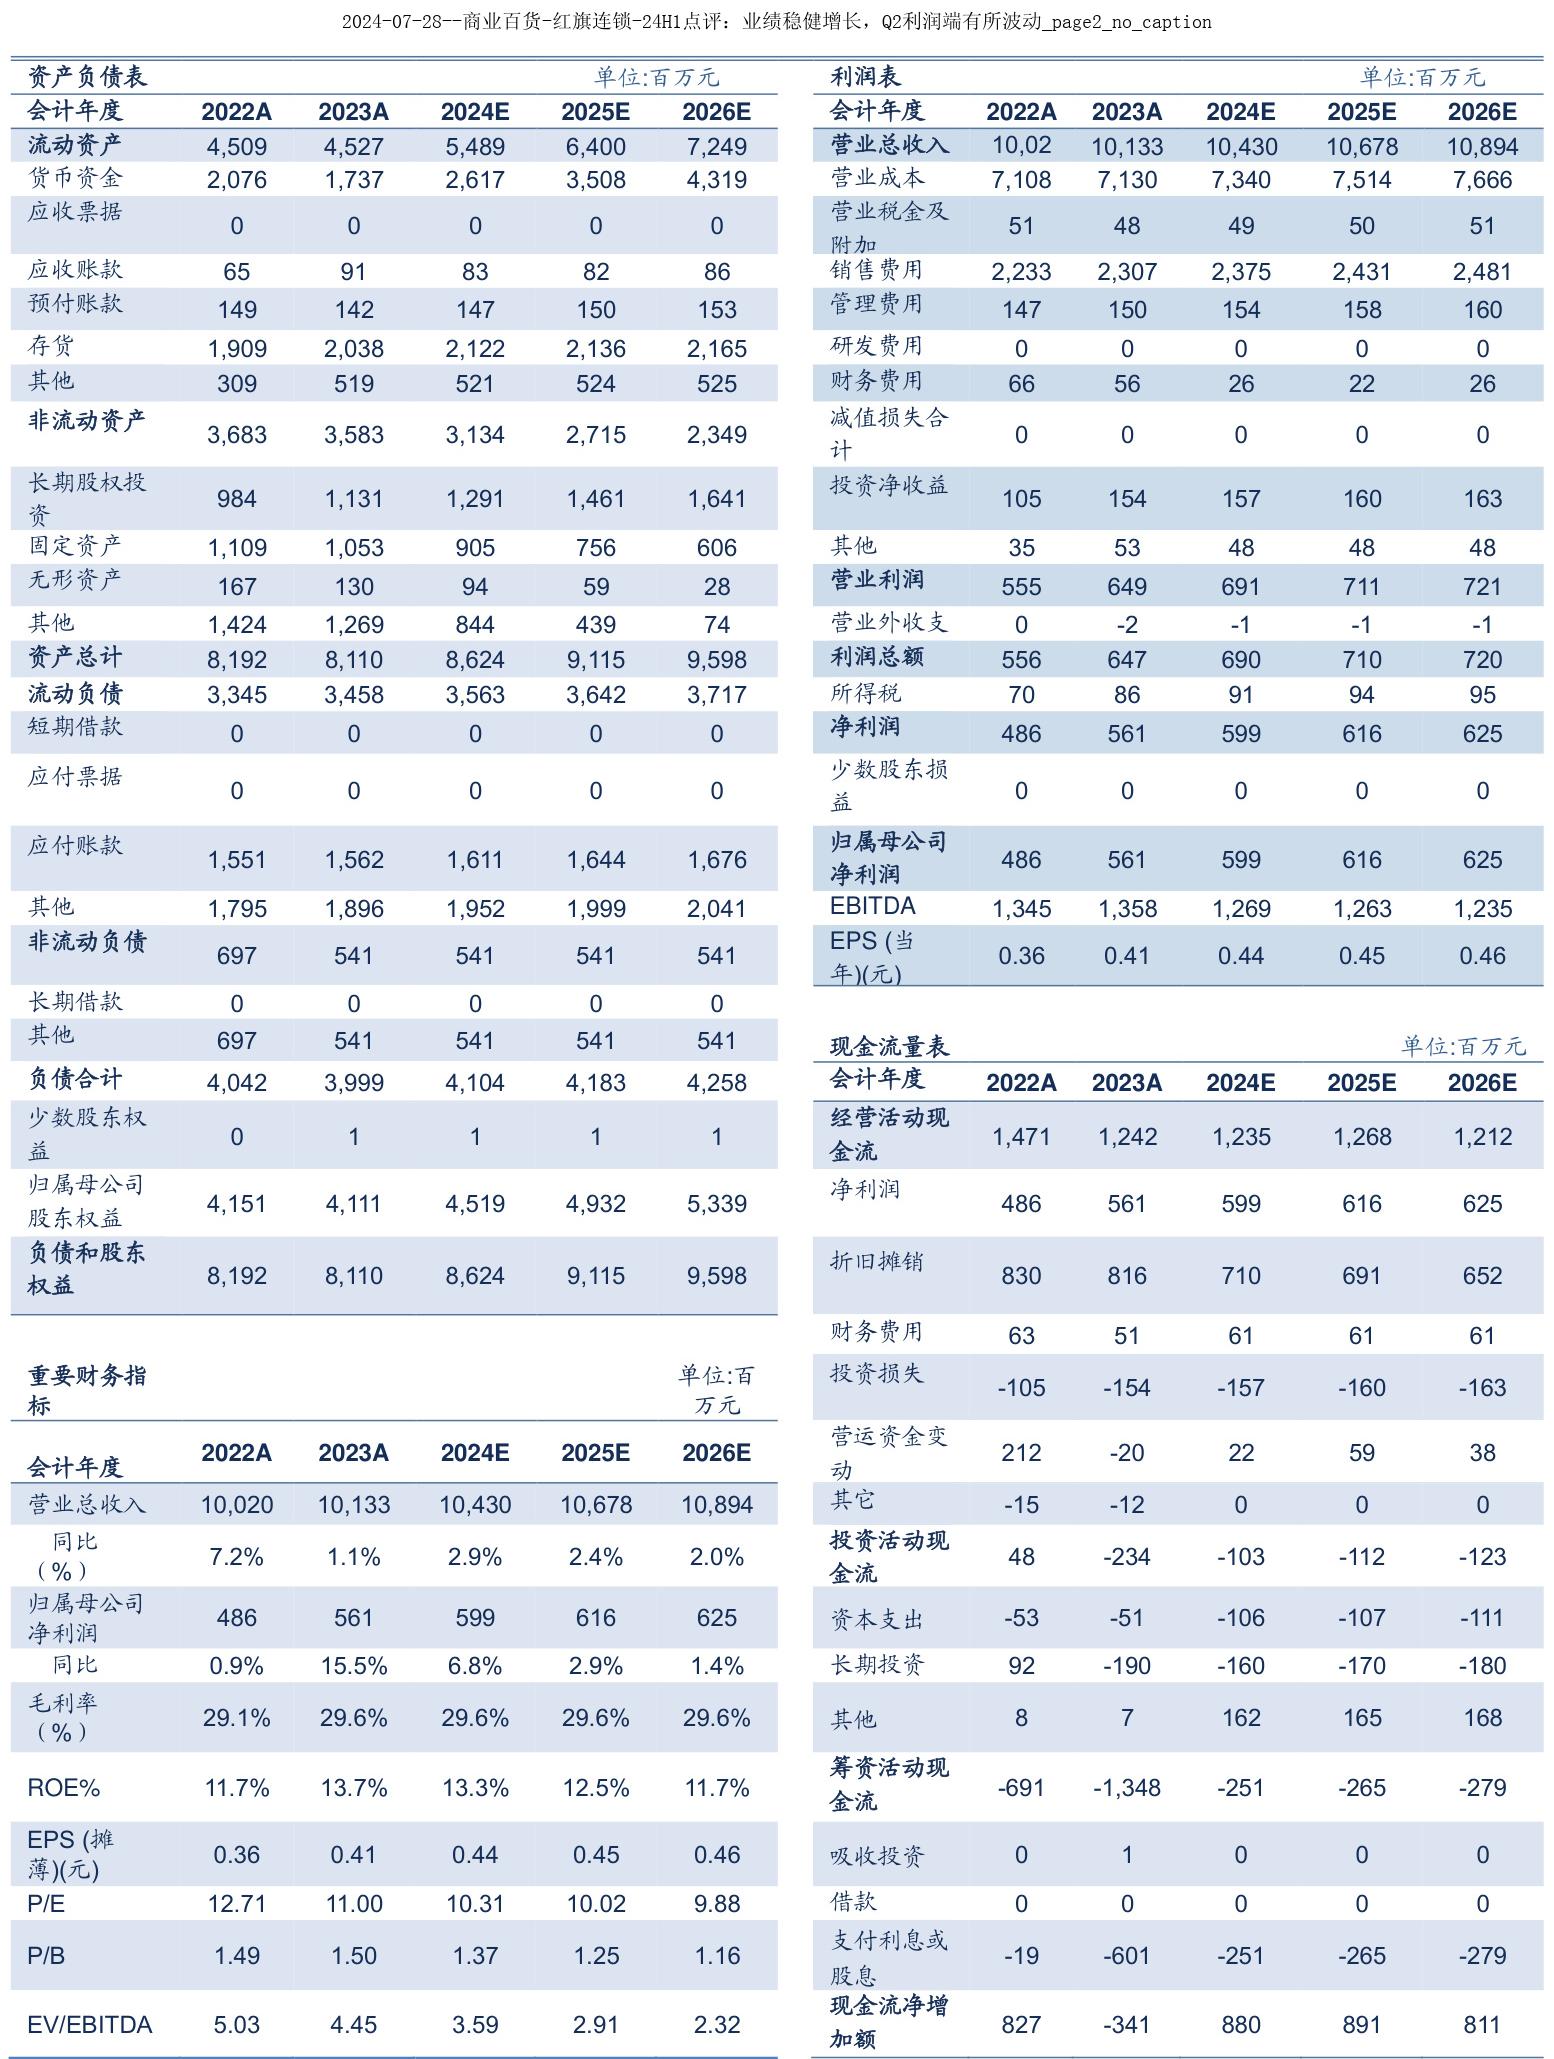 2024-07-28--商业百货-红旗连锁-24H1点评：业绩稳健增长，Q2利润端有所波动_page2_no_caption
资产负债表 单位:百万元
会计年度 2022A 2023A 2024E 2025E 2026E
流动资产 4,509 4,527 5,489 6,400 7,249
货币资金 2,076 1,737 2,617 3,508 4,319
应收票据 0 0 0 0 0
应收账款 65 91 83 82 86
预付账款 149 142 147 150 153
存货 1,909 2,038 2,122 2,136 2,165
其他 309 519 521 524 525
非流动资产 3,683 3,583 3,134 2,715 2,349
长期股权投
资 984 1,131 1,291 1,461 1,641
固定资产 1,109 1,053 905 756 606
无形资产 167 130 94 59 28
其他 1,424 1,269 844 439 74
资产总计 8,192 8,110 8,624 9,115 9,598
流动负债 3,345 3,458 3,563 3,642 3,717
短期借款 0 0 0 0 0
应付票据 0 0 0 0 0
应付账款 1,551 1,562 1,611 1,644 1,676
其他 1,795 1,896 1,952 1,999 2,041
非流动负债 697 541 541 541 541
长期借款 0 0 0 0 0
其他 697 541 541 541 541
负债合计 4,042 3,999 4,104 4,183 4,258
少数股东权
益 0 1 1 1 1
归属母公司
股东权益 4,151 4,111 4,519 4,932 5,339
负债和股东
权益 8,192 8,110 8,624 9,115 9,598
重要财务指
标 单位:百
万元
会计年度 2022A 2023A 2024E 2025E 2026E
营业总收入 10,020 10,133 10,430 10,678 10,894
同比
（%） 7.2% 1.1% 2.9% 2.4% 2.0%
归属母公司
净利润 486 561 599 616 625
同比 0.9% 15.5% 6.8% 2.9% 1.4%
毛利率
（%） 29.1% 29.6% 29.6% 29.6% 29.6%
ROE% 11.7% 13.7% 13.3% 12.5% 11.7%
EPS (摊
薄)(元) 0.36 0.41 0.44 0.45 0.46
P/E 12.71 11.00 10.31 10.02 9.88
P/B 1.49 1.50 1.37 1.25 1.16
EV/EBITDA 5.03 4.45 3.59 2.91 2.32
利润表 单位:百万元
会计年度 2022A 2023A 2024E 2025E 2026E
营业总收入 10,02 10,133 10,430 10,678 10,894
营业成本 7,108 7,130 7,340 7,514 7,666
营业税金及
附加 51 48 49 50 51
销售费用 2,233 2,307 2,375 2,431 2,481
管理费用 147 150 154 158 160
研发费用 0 0 0 0 0
财务费用 66 56 26 22 26
减值损失合
计 0 0 0 0 0
投资净收益 105 154 157 160 163
其他 35 53 48 48 48
营业利润 555 649 691 711 721
营业外收支 0 -2 -1 -1 -1
利润总额 556 647 690 710 720
所得税 70 86 91 94 95
净利润 486 561 599 616 625
少数股东损
益 0 0 0 0 0
归属母公司
净利润 486 561 599 616 625
EBITDA 1,345 1,358 1,269 1,263 1,235
EPS (当
年)(元) 0.36 0.41 0.44 0.45 0.46
现金流量表 单位:百万元
会计年度 2022A 2023A 2024E 2025E 2026E
经营活动现
金流 1,471 1,242 1,235 1,268 1,212
净利润 486 561 599 616 625
折旧摊销 830 816 710 691 652
财务费用 63 51 61 61 61
投资损失 -105 -154 -157 -160 -163
营运资金变
动 212 -20 22 59 38
其它 -15 -12 0 0 0
投资活动现
金流 48 -234 -103 -112 -123
资本支出 -53 -51 -106 -107 -111
长期投资 92 -190 -160 -170 -180
其他 8 7 162 165 168
筹资活动现
金流 -691 -1,348 -251 -265 -279
吸收投资 0 1 0 0 0
借款 0 0 0 0 0
支付利息或
股息 -19 -601 -251 -265 -279
现金流净增
加额 827 -341 880 891 811